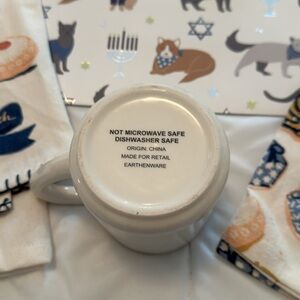 NOT MICROWAVE SAFE
DISHWASHER SAFE
ORIGIN: CHINA
MADE FOR RETAIL
EARTHENWARE